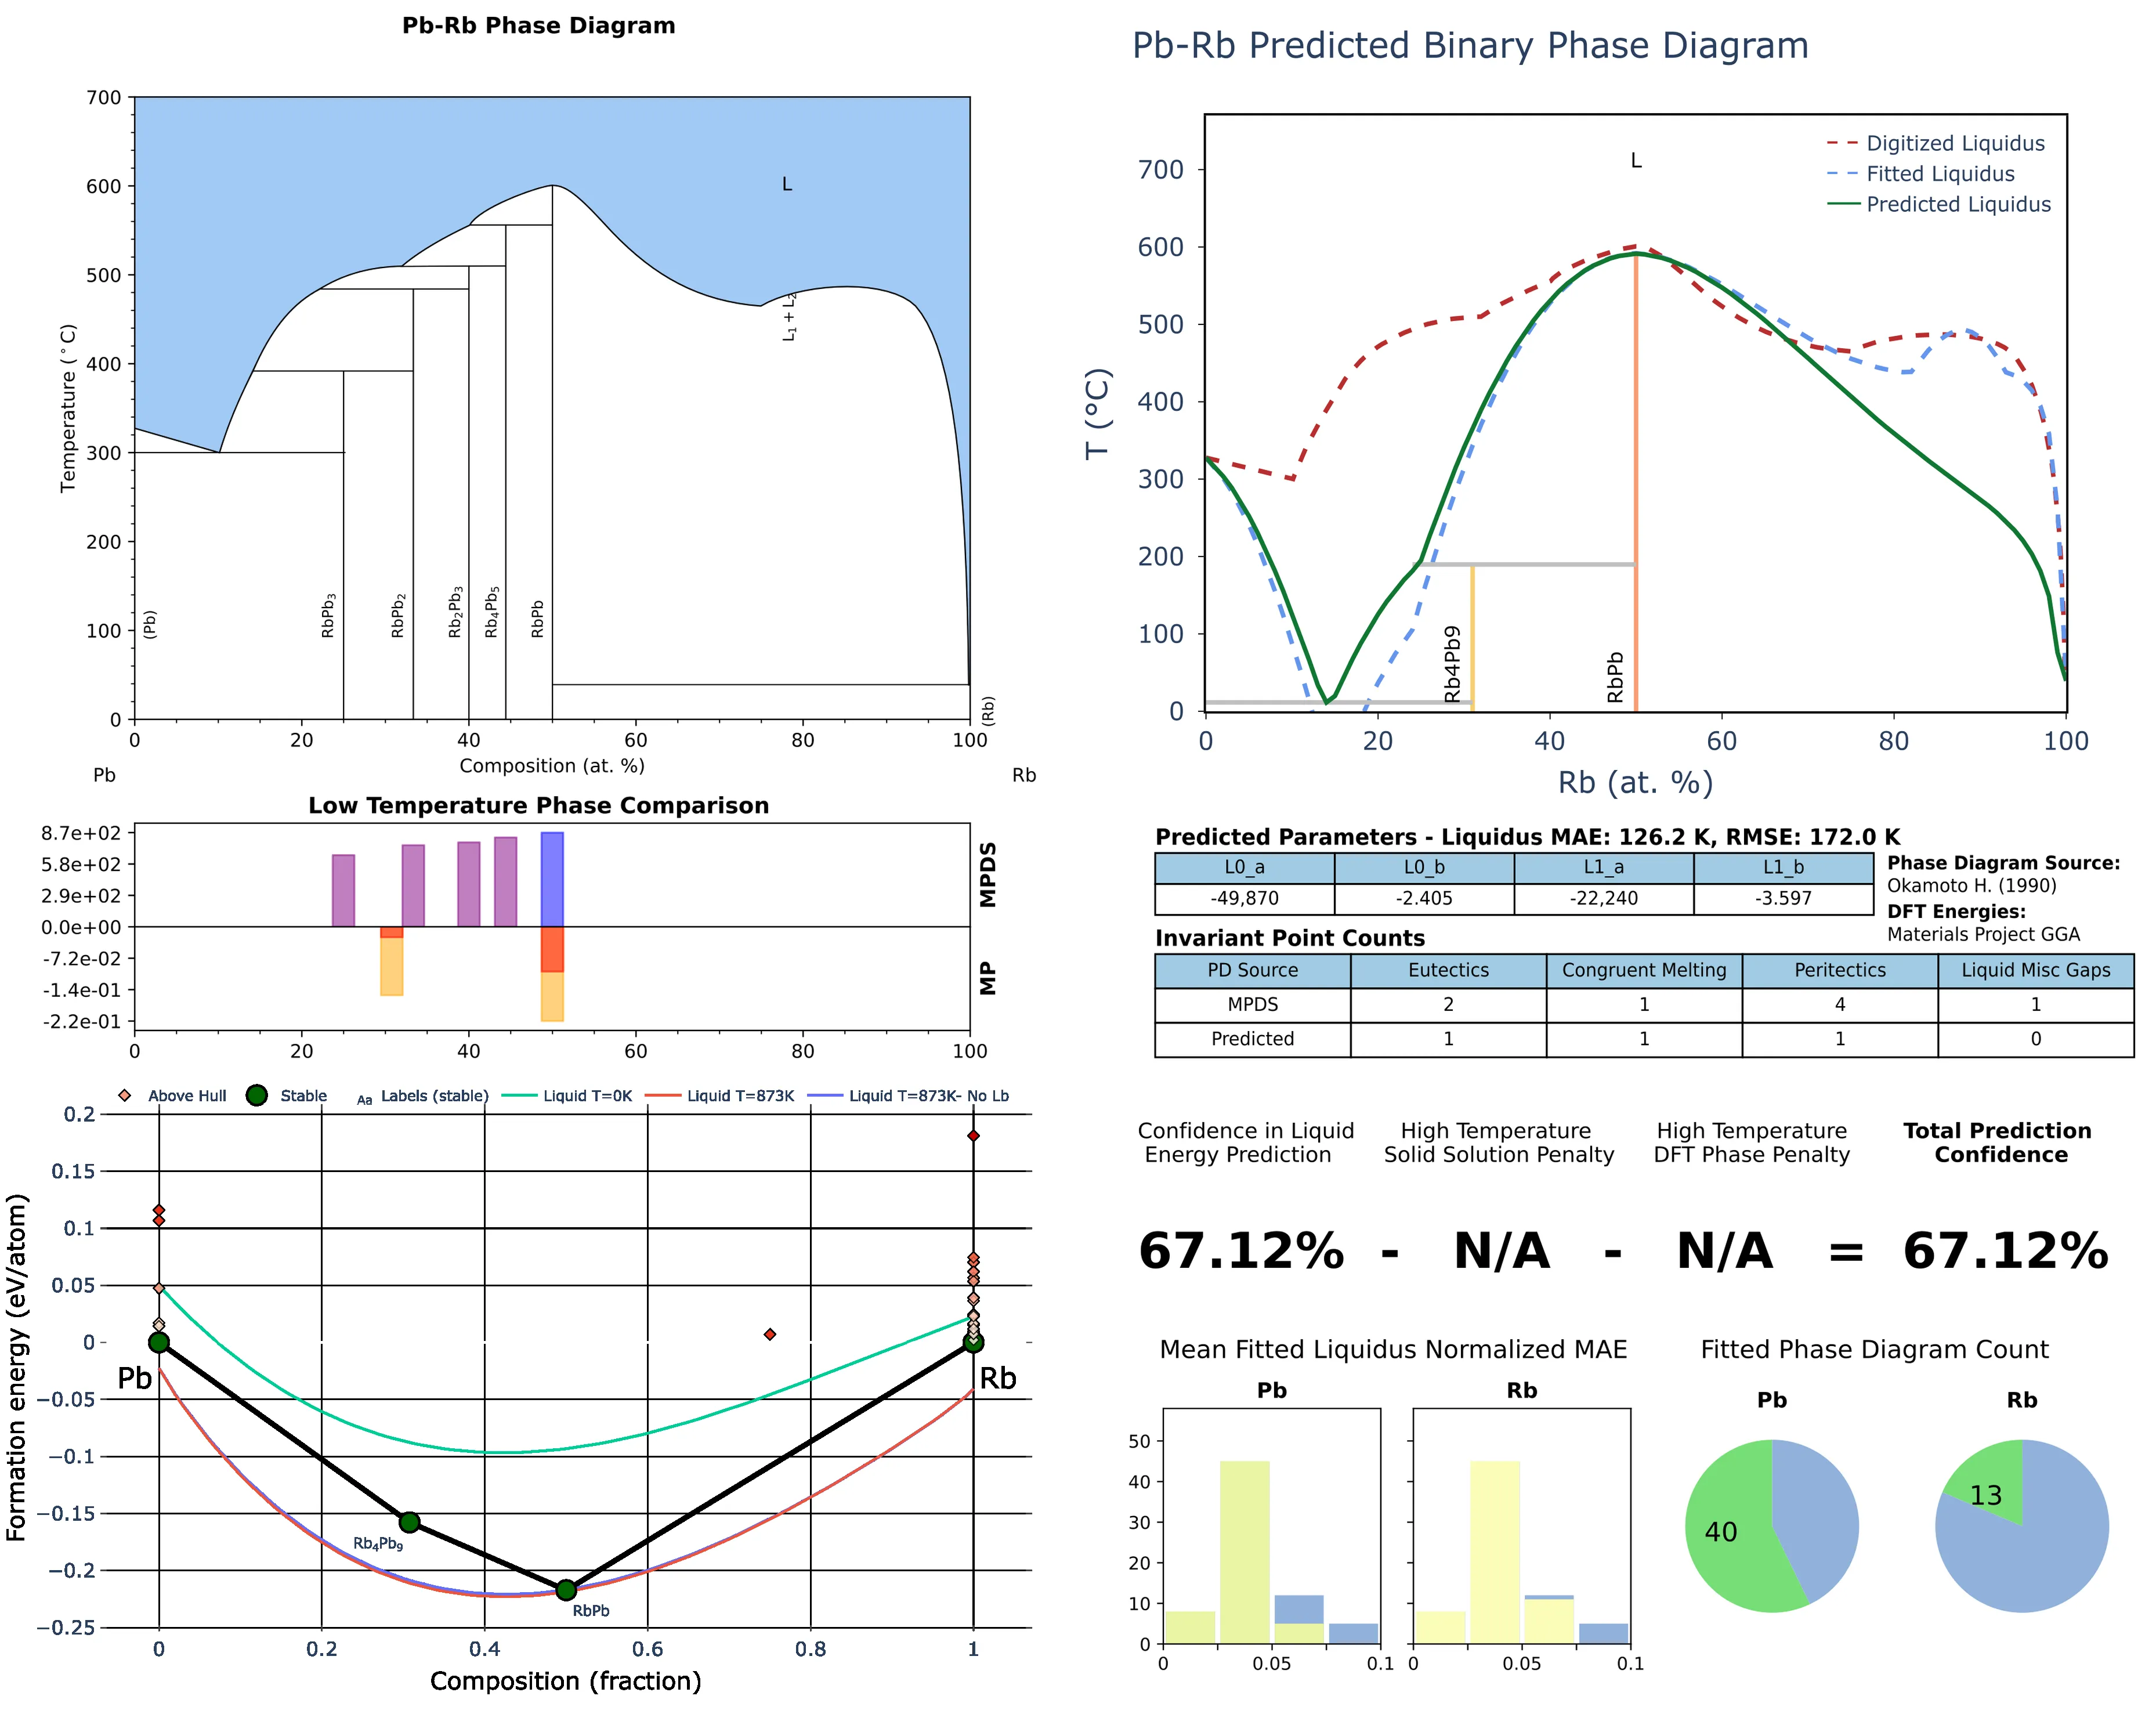 Pb-Rb Phase Diagram
700
600
500
400
300
200
100
0
Temperature (°C)
L
L₁ + L₂
(Pb)
RbPb₃
RbPb₂
Rb₂Pb₃
Rb₄Pb₅
RbPb
(Rb)
0 20 40 60 80 100
Composition (at. %)
Pb Rb
Low Temperature Phase Comparison
8.7e+02
5.8e+02
2.9e+02
0.0e+00
-7.2e-02
-1.4e-01
-2.2e-01
MPDS
MP
0 20 40 60 80 100
Above Hull Stable Aa Labels (stable) Liquid T=0K Liquid T=873K Liquid T=873K- No Lb
0.2
0.15
0.1
0.05
0
−0.05
−0.1
−0.15
−0.2
−0.25
Formation energy (eV/atom)
Pb
Rb
Rb₄Pb₉
RbPb
0 0.2 0.4 0.6 0.8 1
Composition (fraction)
Pb-Rb Predicted Binary Phase Diagram
700
600
500
400
300
200
100
0
T (°C)
L
Digitized Liquidus
Fitted Liquidus
Predicted Liquidus
Rb4Pb9
RbPb
0 20 40 60 80 100
Rb (at. %)
Predicted Parameters - Liquidus MAE: 126.2 K, RMSE: 172.0 K
L0_a L0_b L1_a L1_b
-49,870 -2.405 -22,240 -3.597
Phase Diagram Source:
Okamoto H. (1990)
DFT Energies:
Materials Project GGA
Invariant Point Counts
PD Source Eutectics Congruent Melting Peritectics Liquid Misc Gaps
MPDS 2 1 4 1
Predicted 1 1 1 0
Confidence in Liquid
Energy Prediction
High Temperature
Solid Solution Penalty
High Temperature
DFT Phase Penalty
Total Prediction
Confidence
67.12% - N/A - N/A = 67.12%
Mean Fitted Liquidus Normalized MAE
Pb Rb
50
40
30
20
10
0
0 0.05 0.1
0 0.05 0.1
Fitted Phase Diagram Count
Pb Rb
40
13